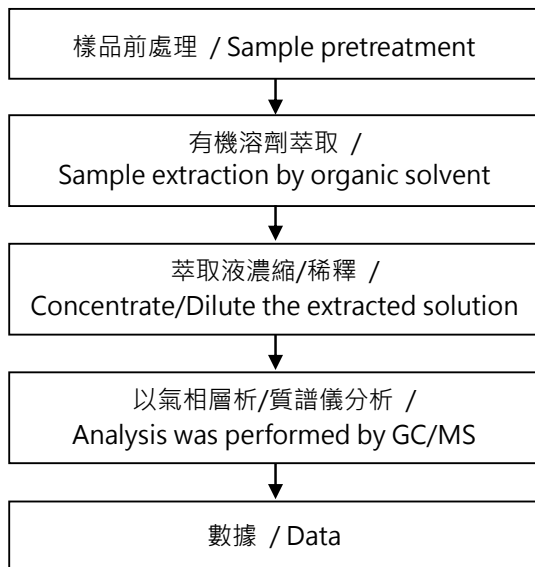 樣品前處理 / Sample pretreatment
有機溶劑萃取 /
Sample extraction by organic solvent
萃取液濃縮/稀釋 /
Concentrate/Dilute the extracted solution
以氣相層析/質譜儀分析 /
Analysis was performed by GC/MS
數據 / Data